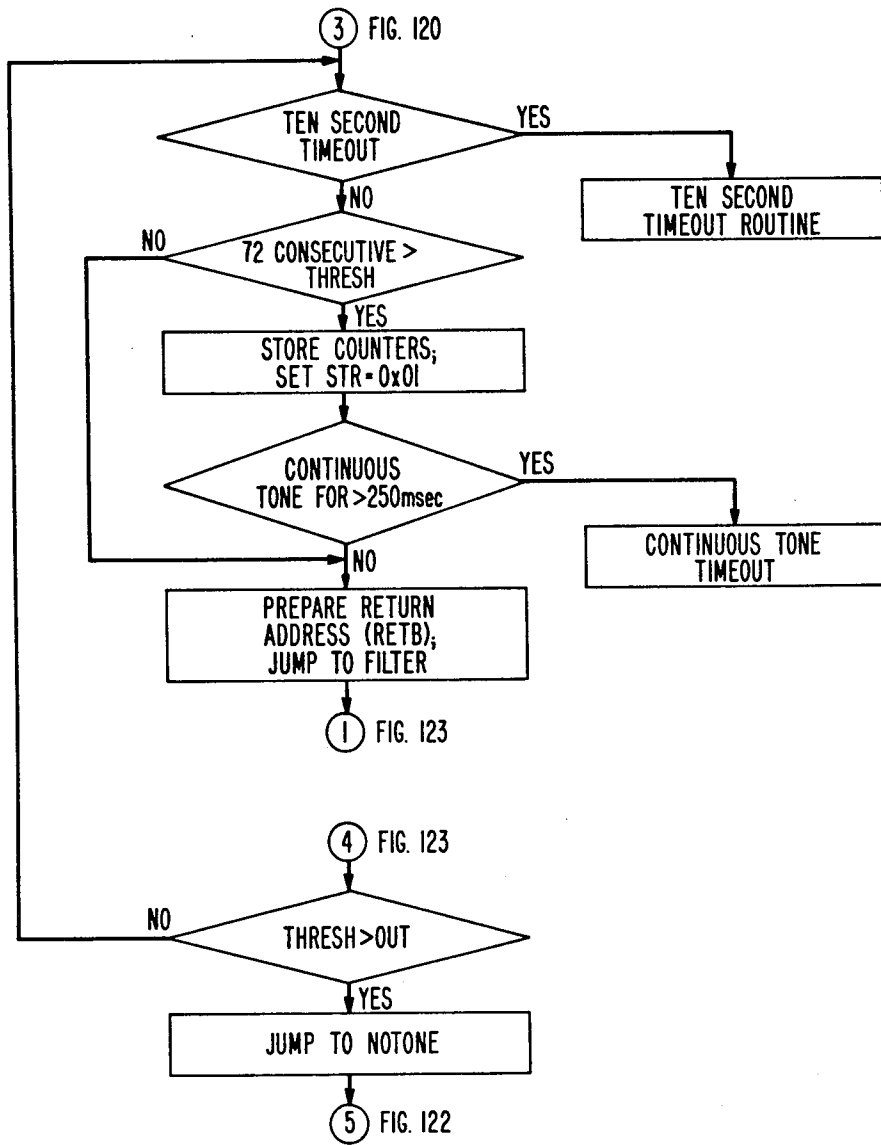 3 FIG. 120
TEN SECOND
TIMEOUT
YES
TEN SECOND
TIMEOUT ROUTINE
NO
NO
72 CONSECUTIVE >
THRESH
YES
STORE COUNTERS;
SET STR=0x01
CONTINUOUS
TONE FOR >250msec
YES
CONTINUOUS TONE
TIMEOUT
NO
PREPARE RETURN
ADDRESS (RETB);
JUMP TO FILTER
1 FIG. 123
4 FIG. 123
NO
THRESH>OUT
YES
JUMP TO NOTONE
5 FIG. 122